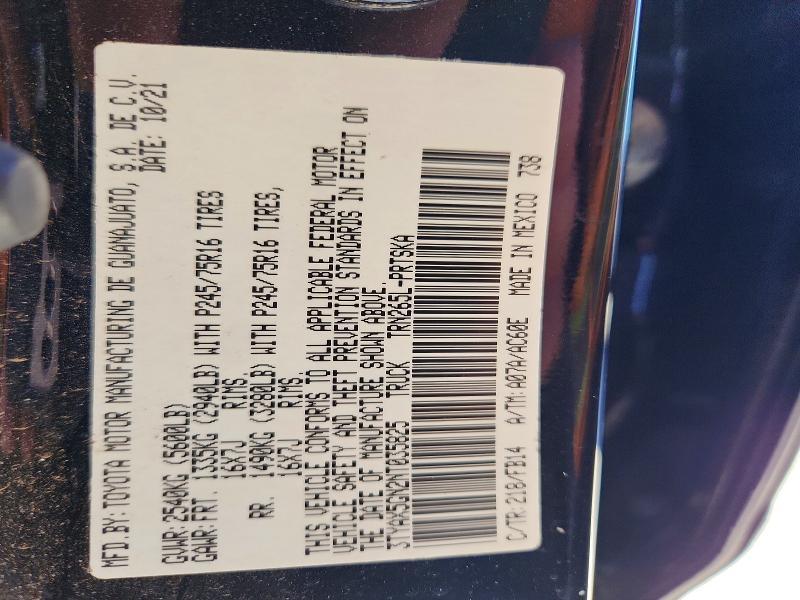 MFD.BY: TOYOTA MOTOR MANUFACTURING DE GUANAJUATO, S.A. DE C.V.
DATE: 10/21
GVWR: 2540KG (5600LB)
GAWR: FRT. 1335KG (2940LB) WITH P245/75R16 TIRES
16X7J RIMS,
RR. 1490KG (3280LB) WITH P245/75R16 TIRES,
16X7J RIMS,
THIS VEHICLE CONFORMS TO ALL APPLICABLE FEDERAL MOTOR
VEHICLE SAFETY AND THEFT PREVENTION STANDARDS IN EFFECT ON
THE DATE OF MANUFACTURE SHOWN ABOVE.
3TYAX5GN2NT035825 TRUCK TRN265L-PRTSKA
C/TR: 218/FB14 A/TM: A07A/AC60E MADE IN MEXICO 738